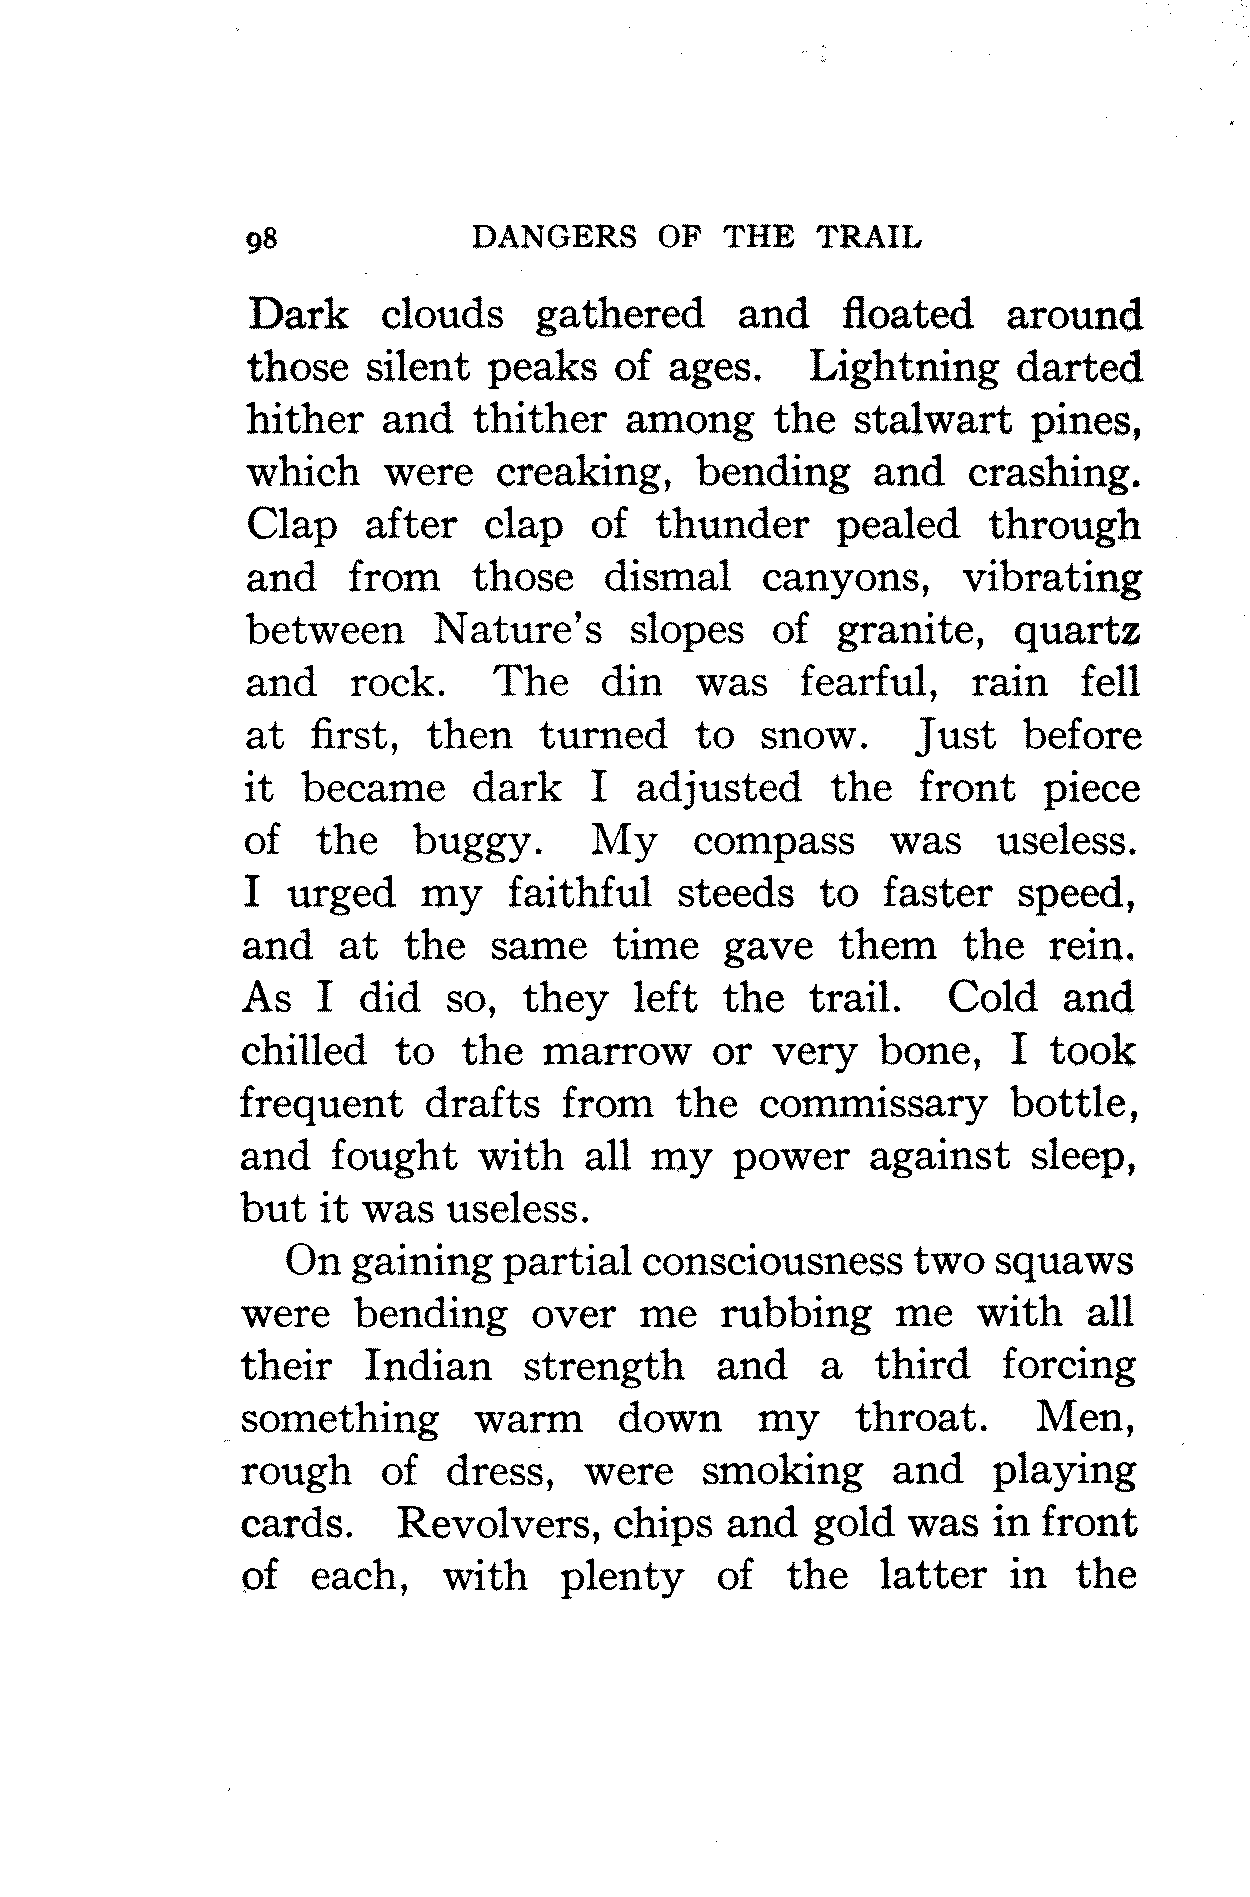 98 DANGERS OF THE TRAIL
Dark clouds gathered and floated around
those silent peaks of ages. Lightning darted
hither and thither among the stalwart pines,
which were creaking, bending and crashing.
Clap after clap of thunder pealed through
and from those dismal canyons, vibrating
between Nature's slopes of granite, quartz
and rock. The din was fearful, rain fell
at first, then turned to snow. Just before
it became dark I adjusted the front piece
of the buggy. My compass was useless.
I urged my faithful steeds to faster speed,
and at the same time gave them the rein.
As I did so, they left the trail. Cold and
chilled to the marrow or very bone, I took
frequent drafts from the commissary bottle,
and fought with all my power against sleep,
but it was useless.
On gaining partial consciousness two squaws
were bending over me rubbing me with all
their Indian strength and a third forcing
something warm down my throat. Men,
rough of dress, were smoking and playing
cards. Revolvers, chips and gold was in front
of each, with plenty of the latter in the